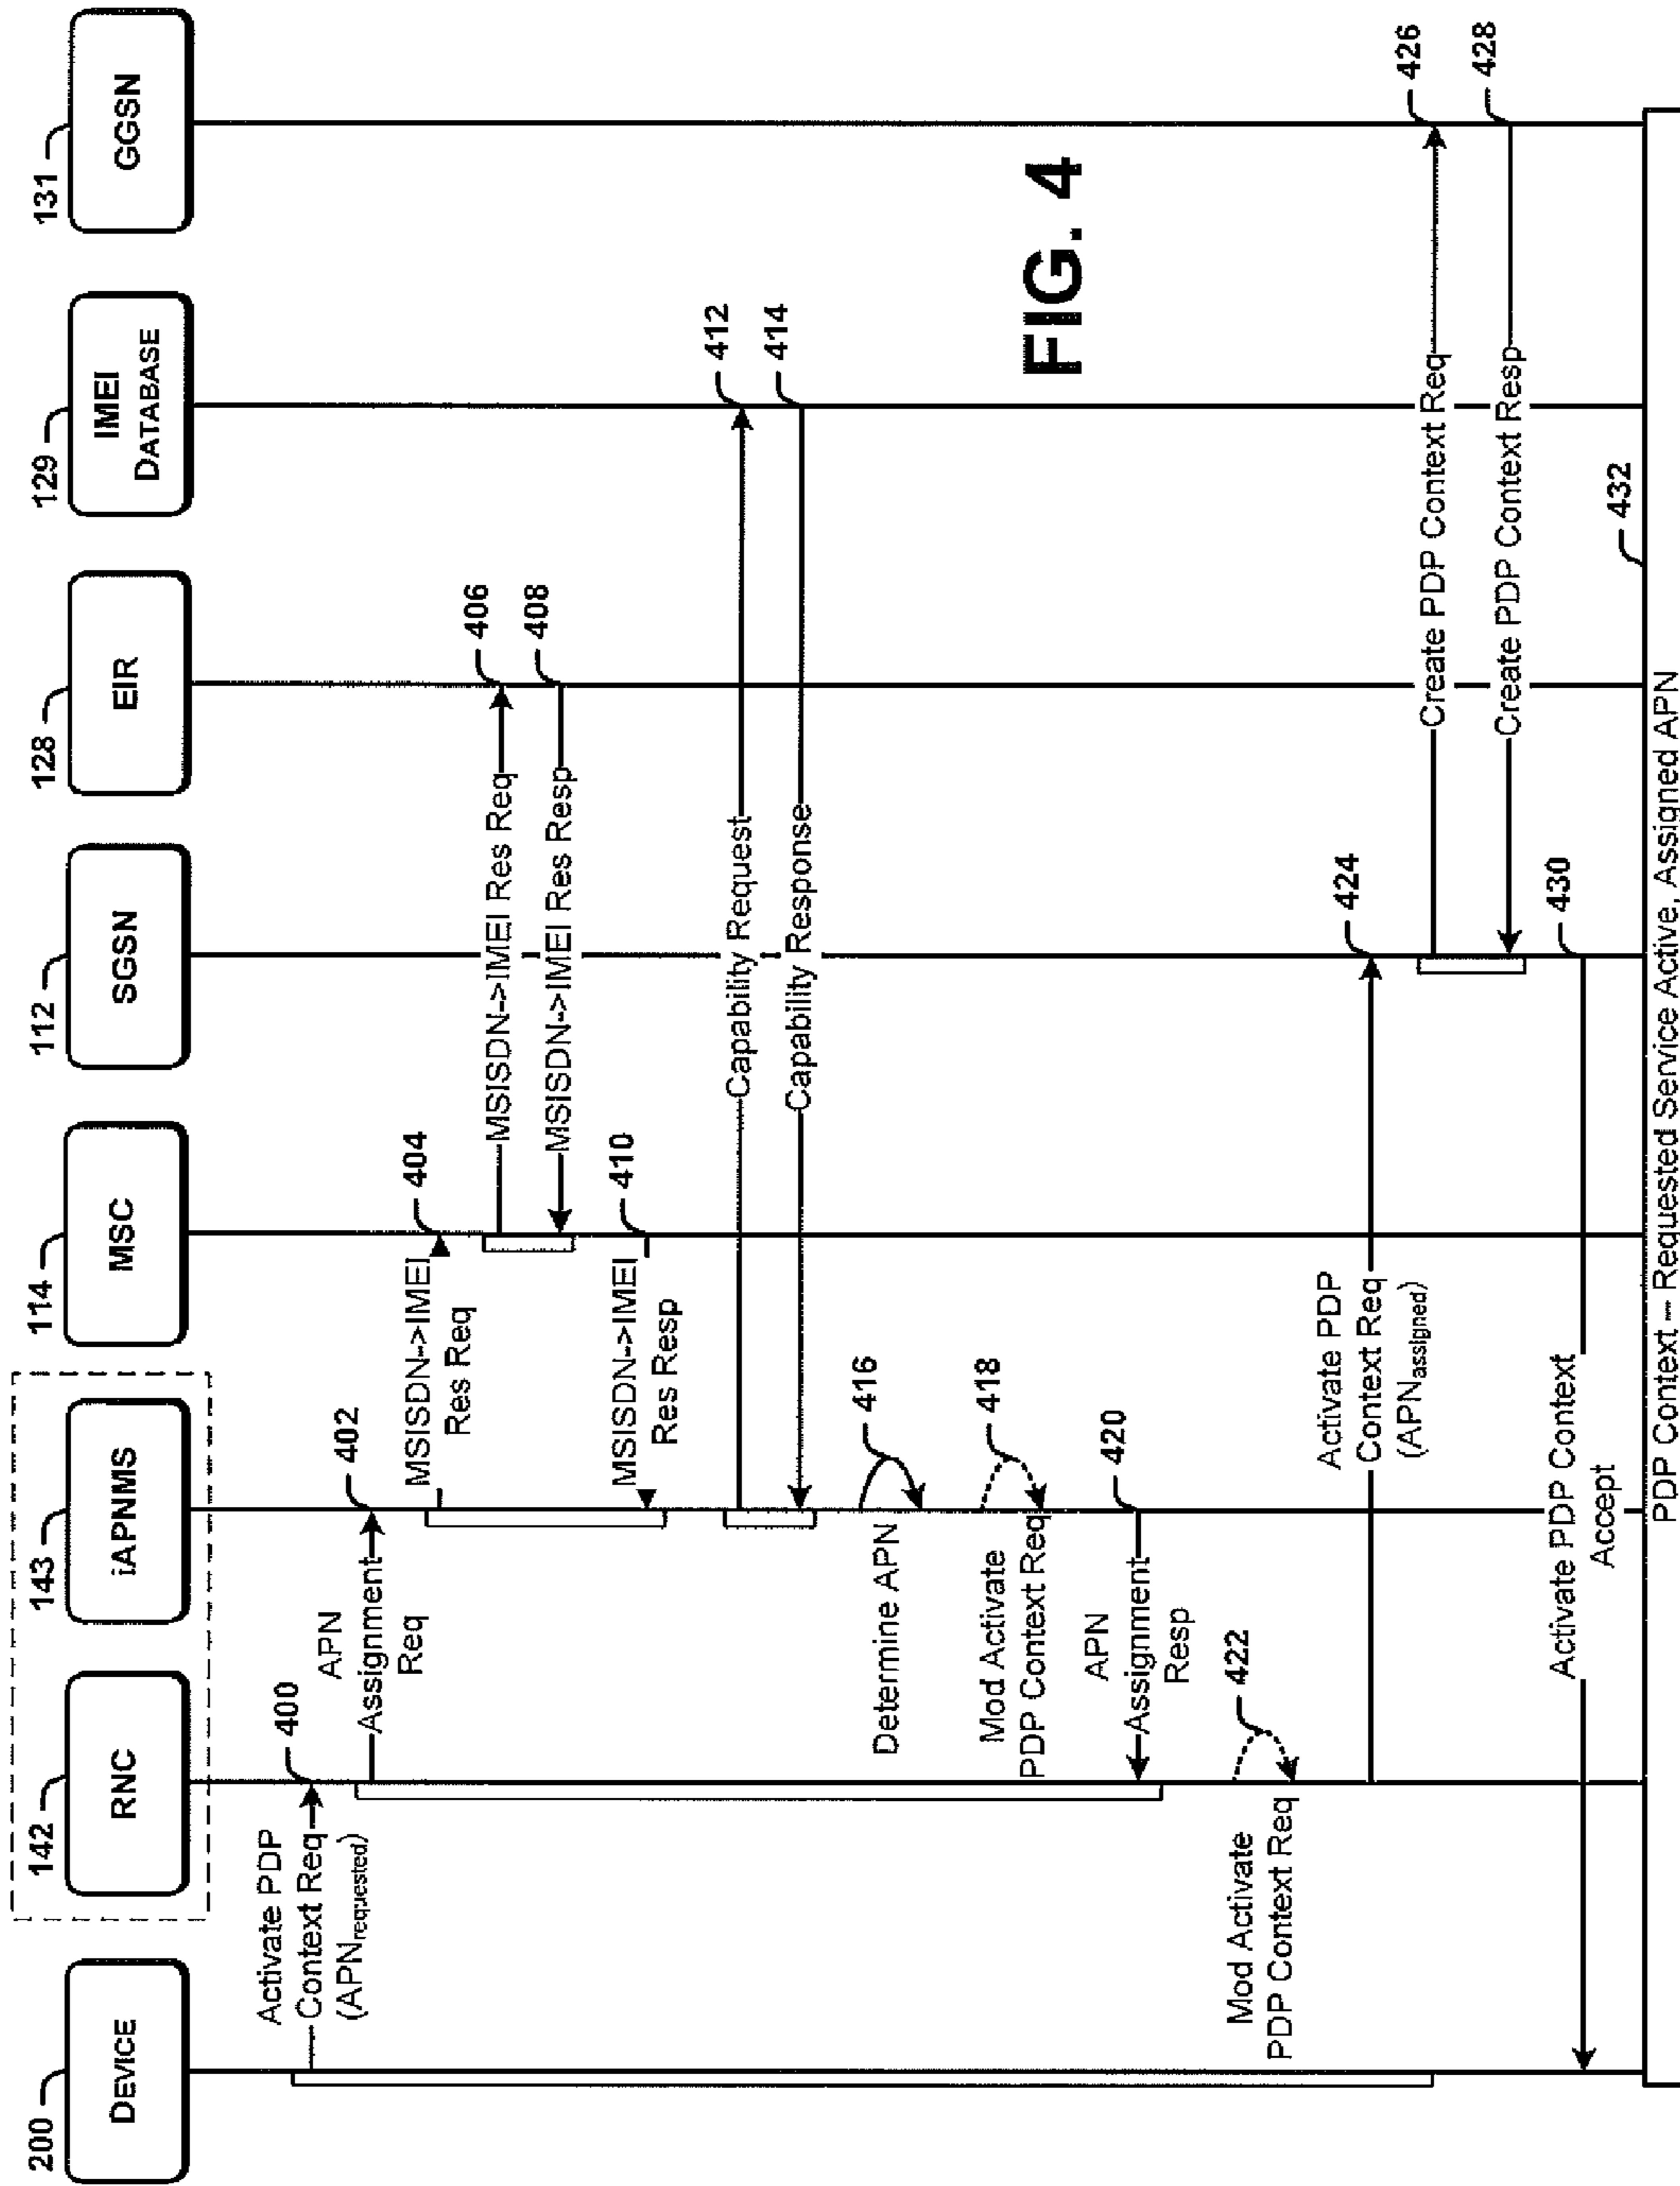 200
DEVICE
142
RNC
143
iAPNMS
114
MSC
112
SGSN
128
EIR
129
IMEI
DATABASE
131
GGSN
Activate PDP
Context Req
(APNrequested)
400
APN
Assignment
Req
402
MSISDN->IMEI
Res Req
404
MSISDN->IMEI Res Req
406
MSISDN->IMEI Res Resp
408
MSISDN->IMEI
Res Resp
410
Capability Request
412
Capability Response
414
Determine APN
416
Mod Activate
PDP Context Req
418
APN
Assignment
Resp
420
Mod Activate
PDP Context Req
422
Activate PDP
Context Req
(APNassigned)
424
Create PDP Context Req
426
Create PDP Context Resp
428
Activate PDP Context
Accept
430
432
PDP Context – Requested Service Active, Assigned APN
FIG. 4